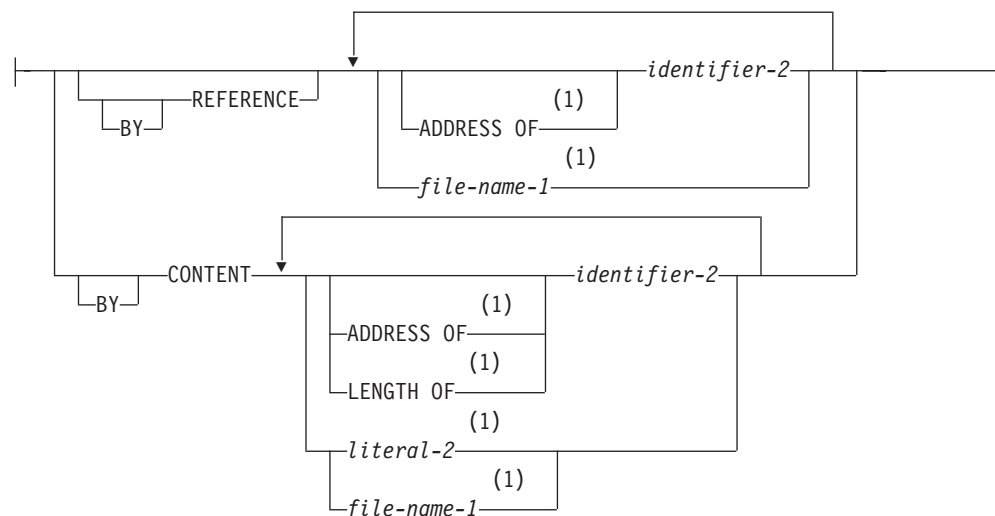 identifier-2
REFERENCE
(1)
BY
ADDRESS OF
(1)
file-name-1
CONTENT
identifier-2
BY
(1)
ADDRESS OF
(1)
LENGTH OF
(1)
literal-2
(1)
file-name-1